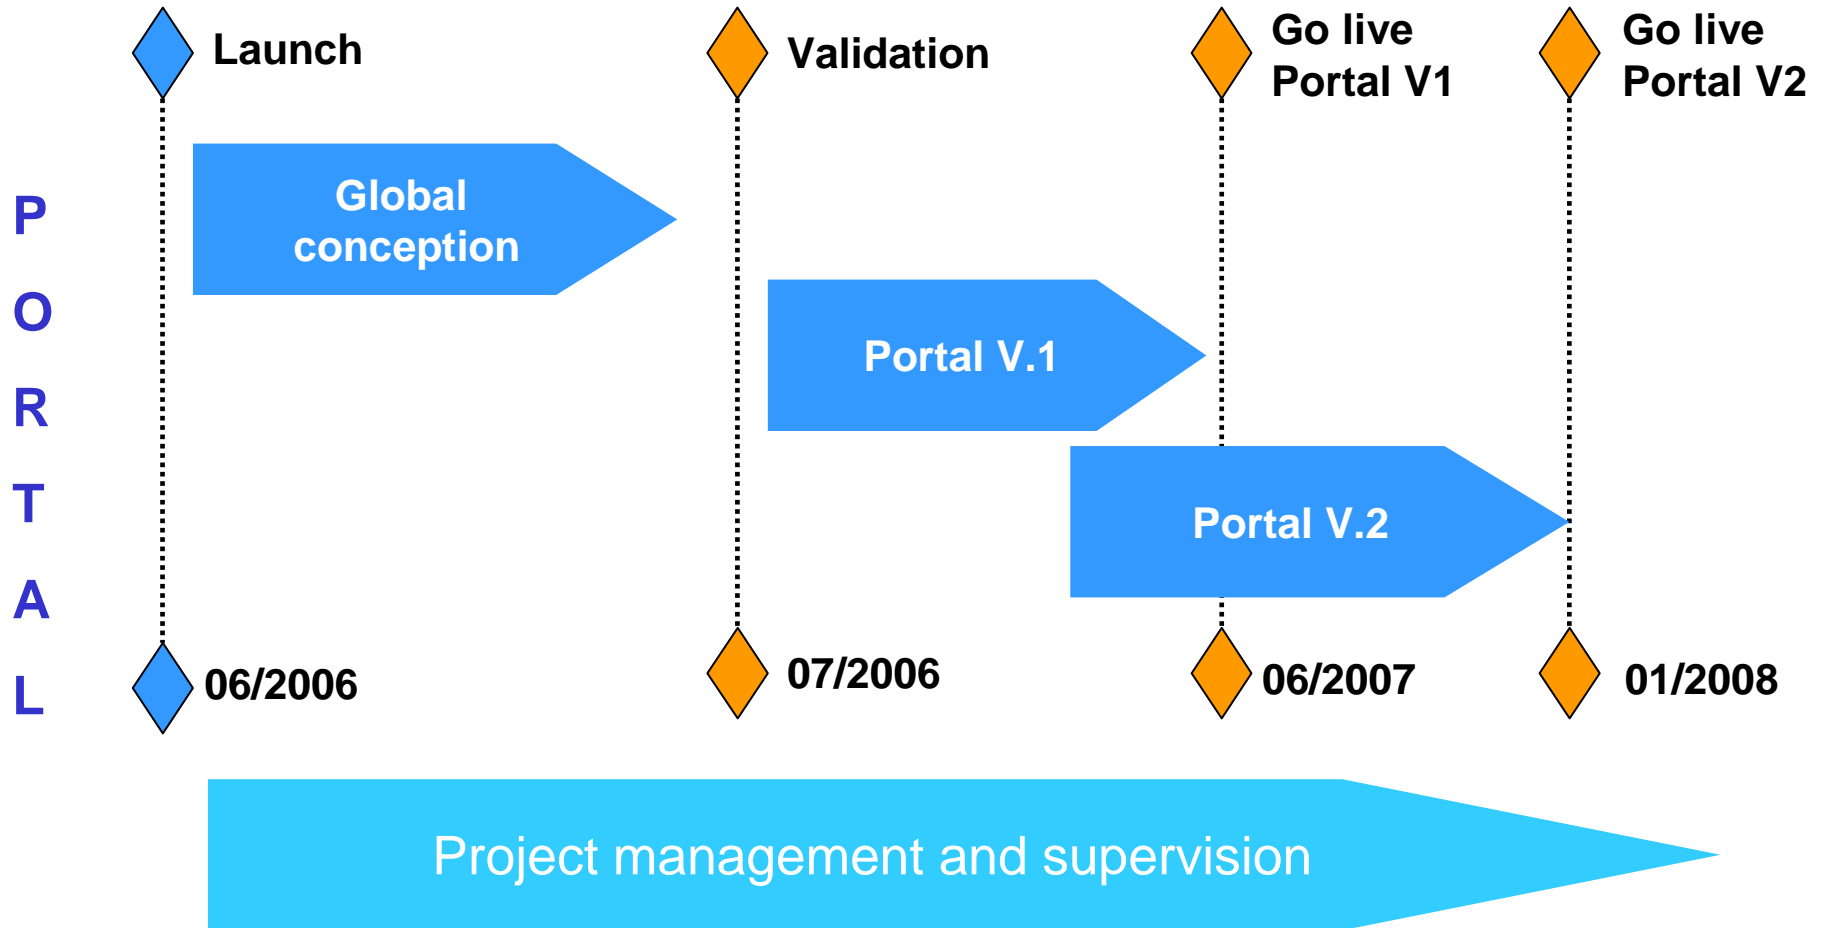 Launch
Validation
Go live
Portal V1
Go live
Portal V2
P
O
R
T
A
L
Global
conception
Portal V.1
Portal V.2
06/2006
07/2006
06/2007
01/2008
Project management and supervision